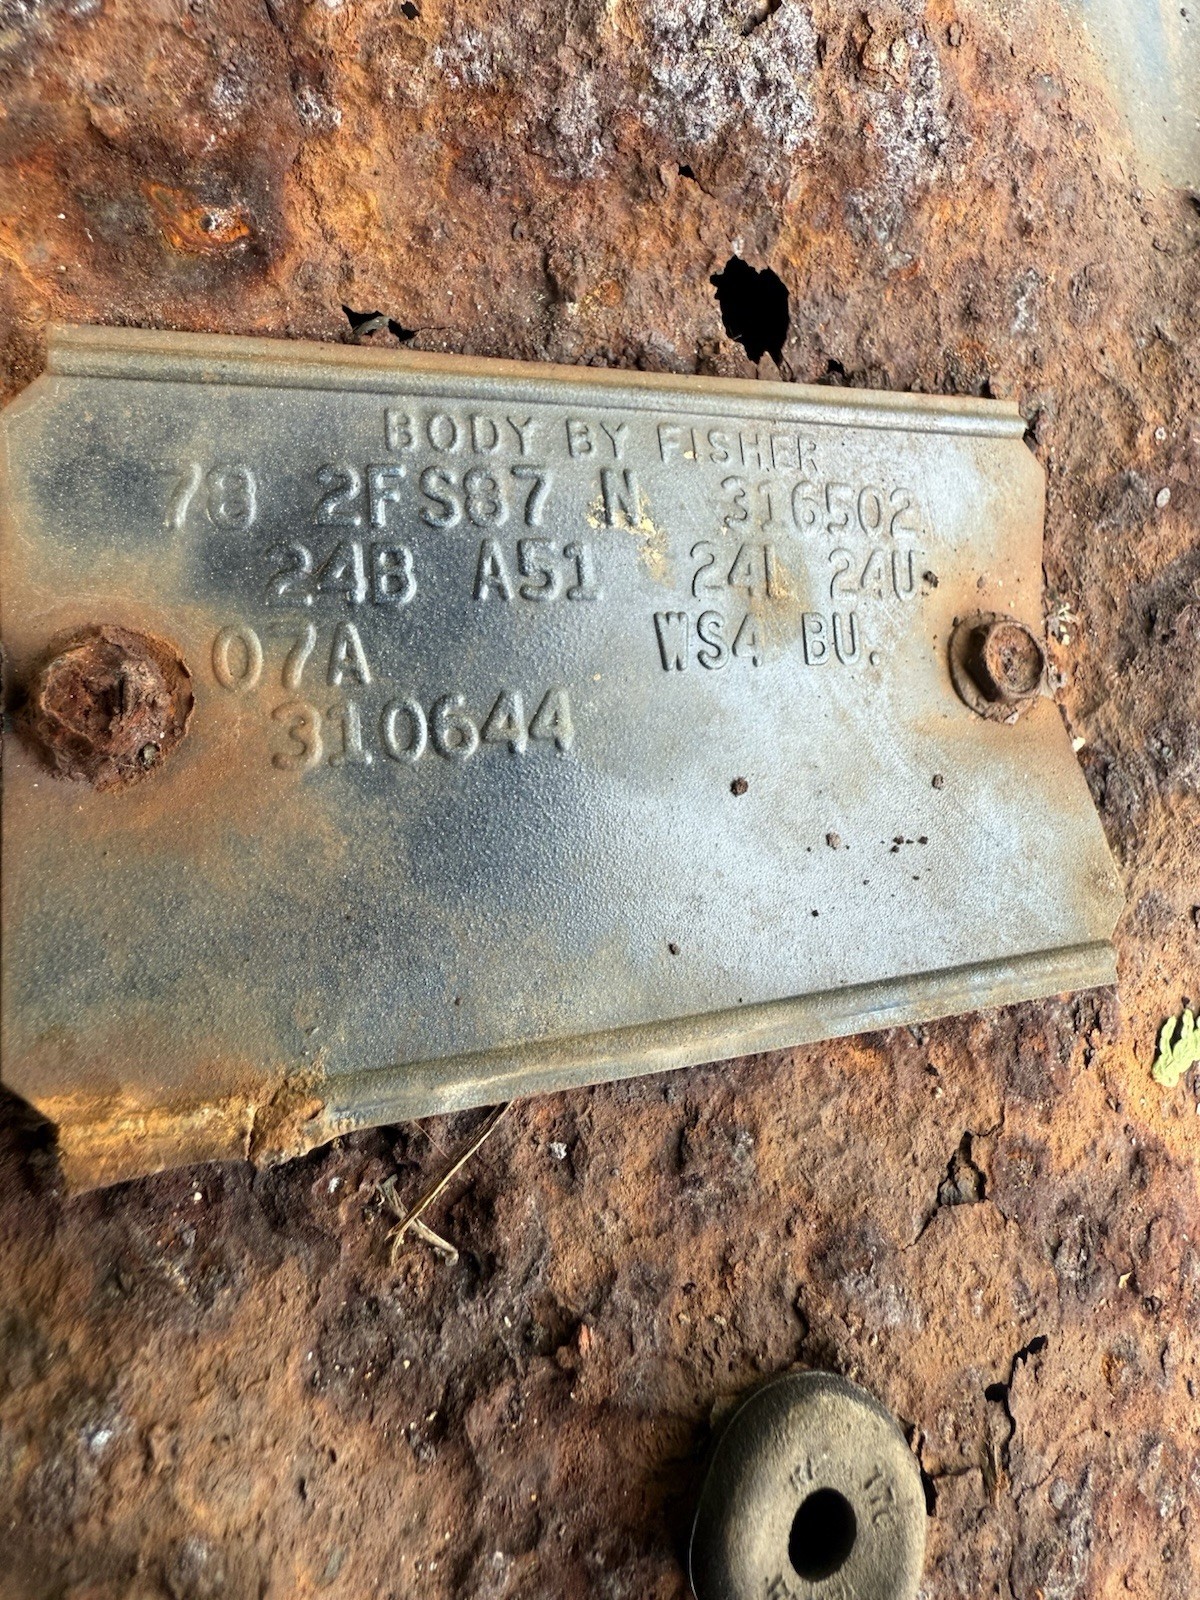 BODY BY FISHER
78 2FS87 N 316502
24B A51 24L 24U
07A WS4 BU.
310644